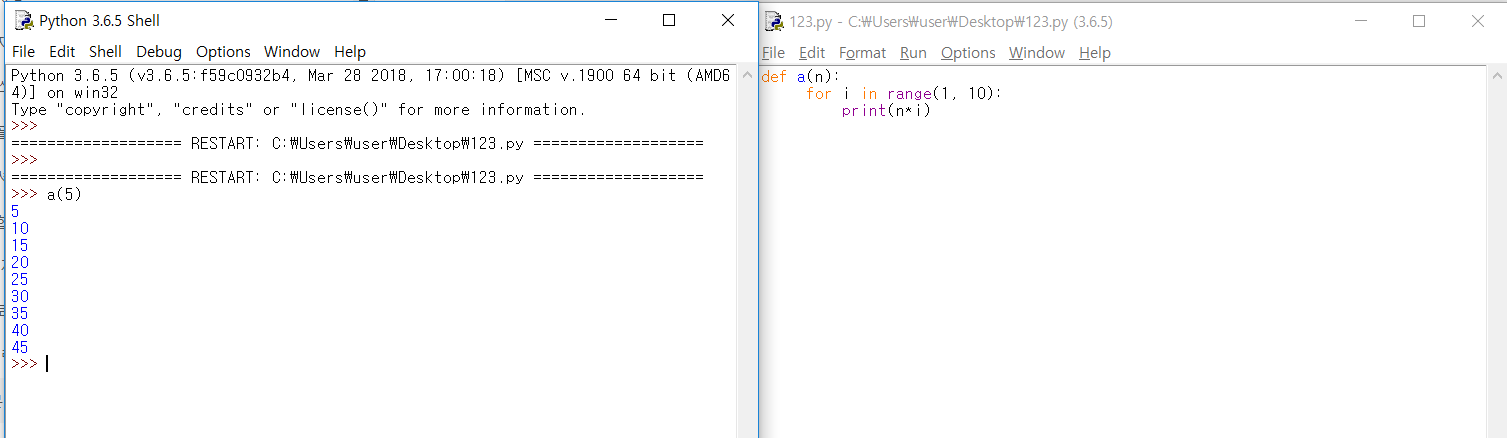 Python 3.6.5 Shell
File Edit Shell Debug Options Window Help
Python 3.6.5 (v3.6.5:f59c0932b4, Mar 28 2018, 17:00:18) [MSC v.1900 64 bit (AMD6
4)] on win32
Type "copyright", "credits" or "license()" for more information.
>>>
=================== RESTART: C:₩Users₩user₩Desktop₩123.py ===================
>>>
=================== RESTART: C:₩Users₩user₩Desktop₩123.py ===================
>>> a(5)
5
10
15
20
25
30
35
40
45
>>>
123.py - C:₩Users₩user₩Desktop₩123.py (3.6.5)
File Edit Format Run Options Window Help
def a(n):
    for i in range(1, 10):
        print(n*i)